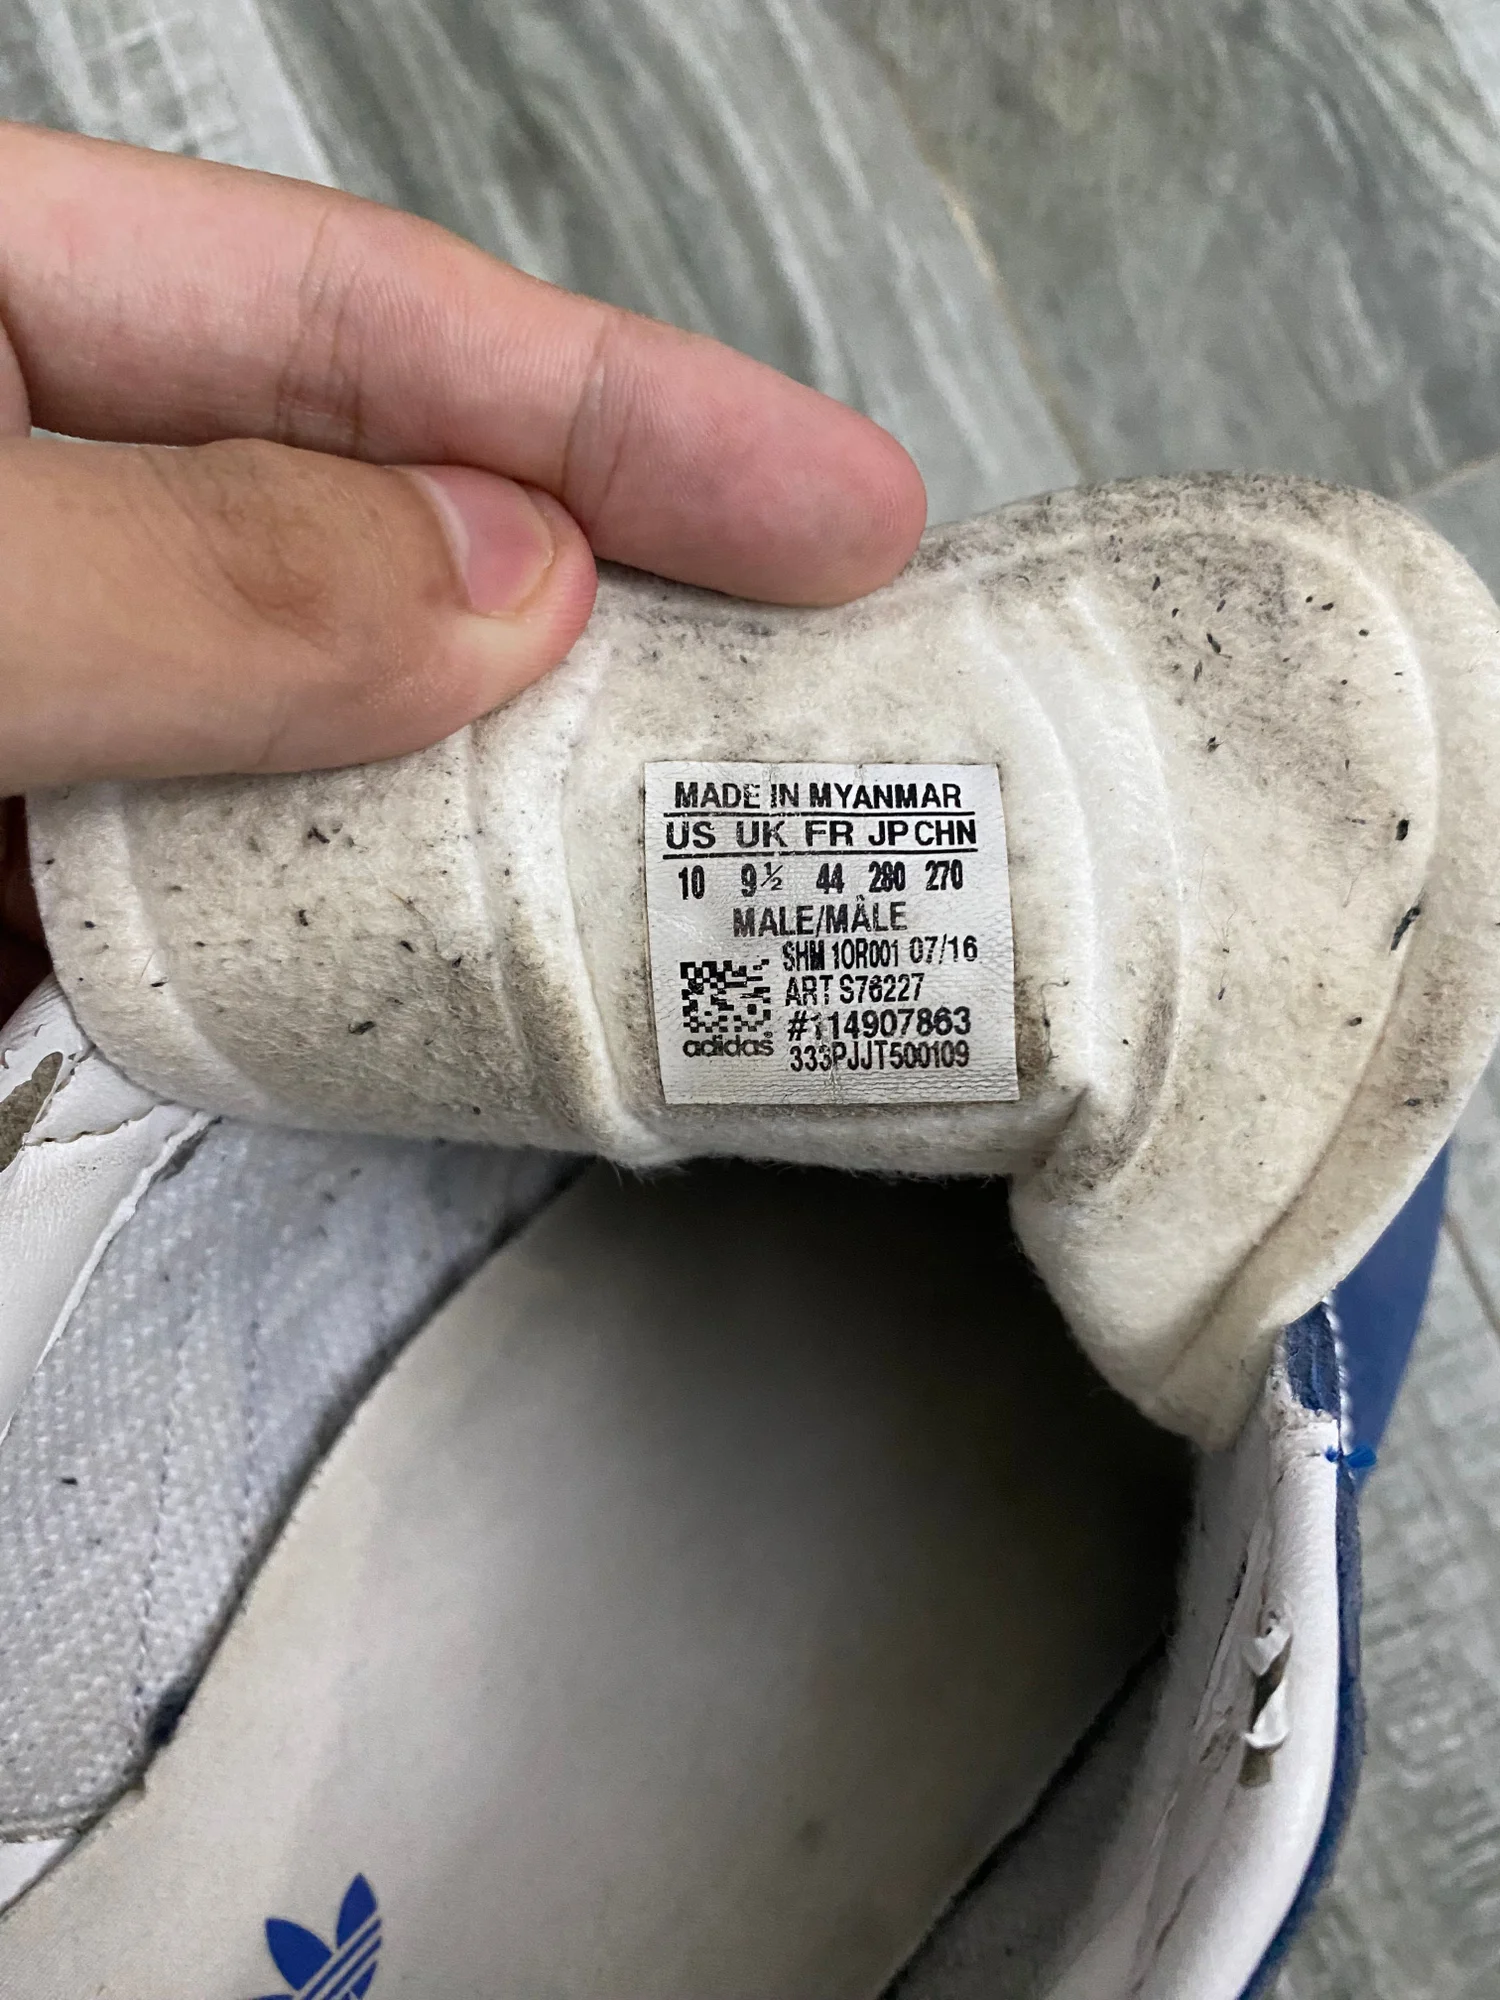 MADE IN MYANMAR
US UK FR JP CHN
10 9½ 44 280 270
MALE/MÂLE
SHM 1OR001 07/16
ART S76227
#114907863
adidas® 333PJJT500109